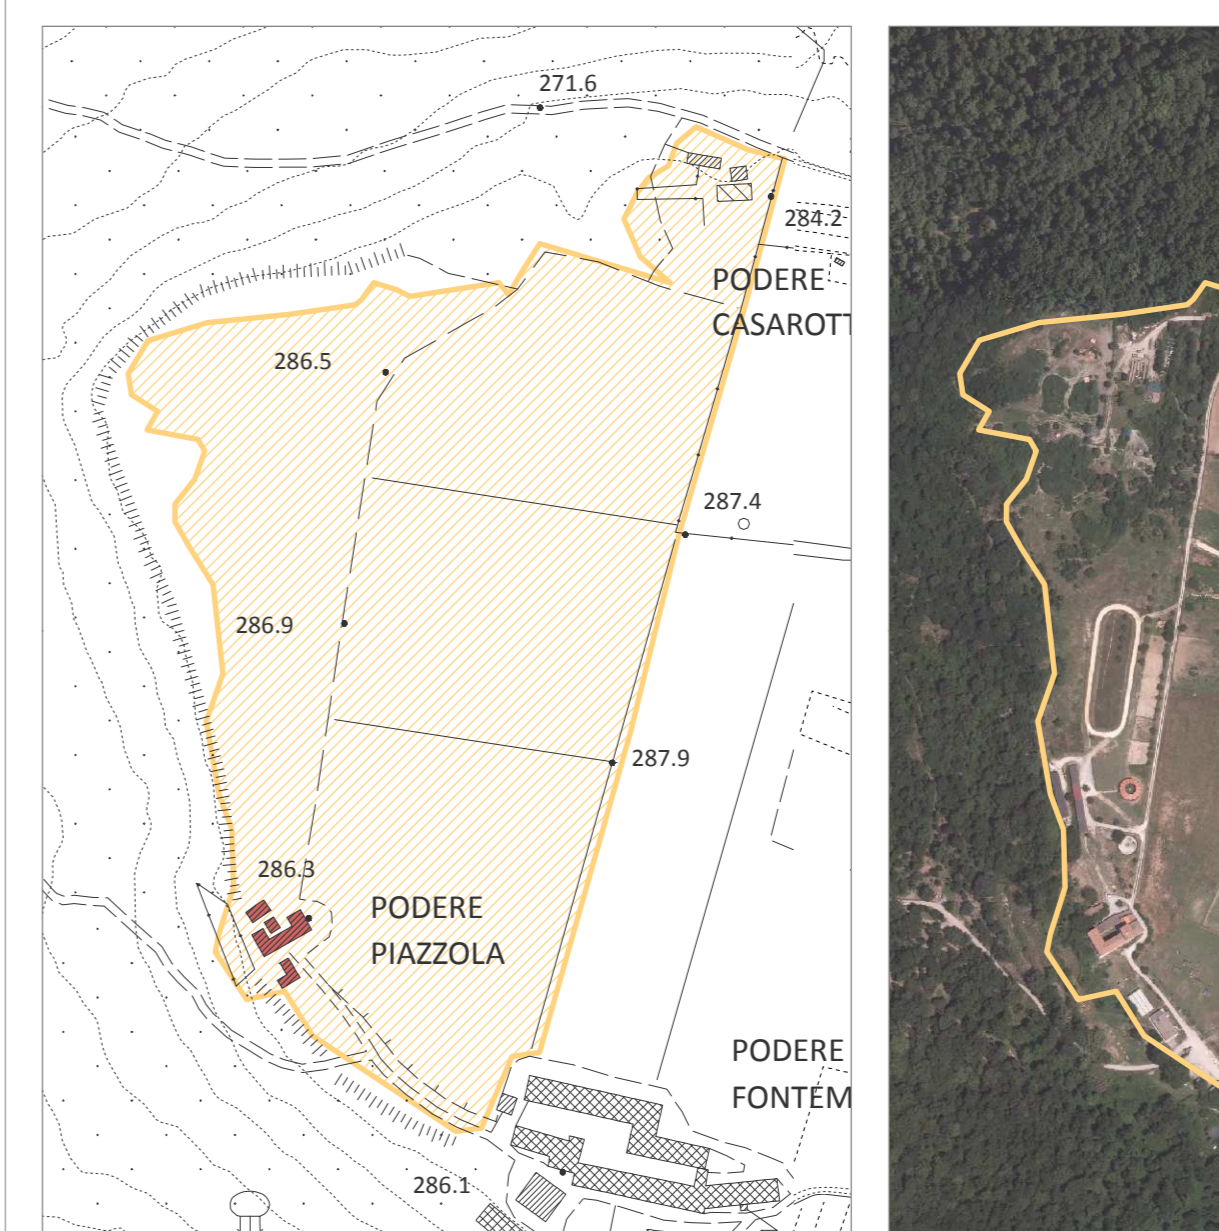 271.6
284.2
PODERE
CASAROTT
286.5
287.4
286.9
287.9
286.3
PODERE
PIAZZOLA
PODERE
FONTEM
286.1